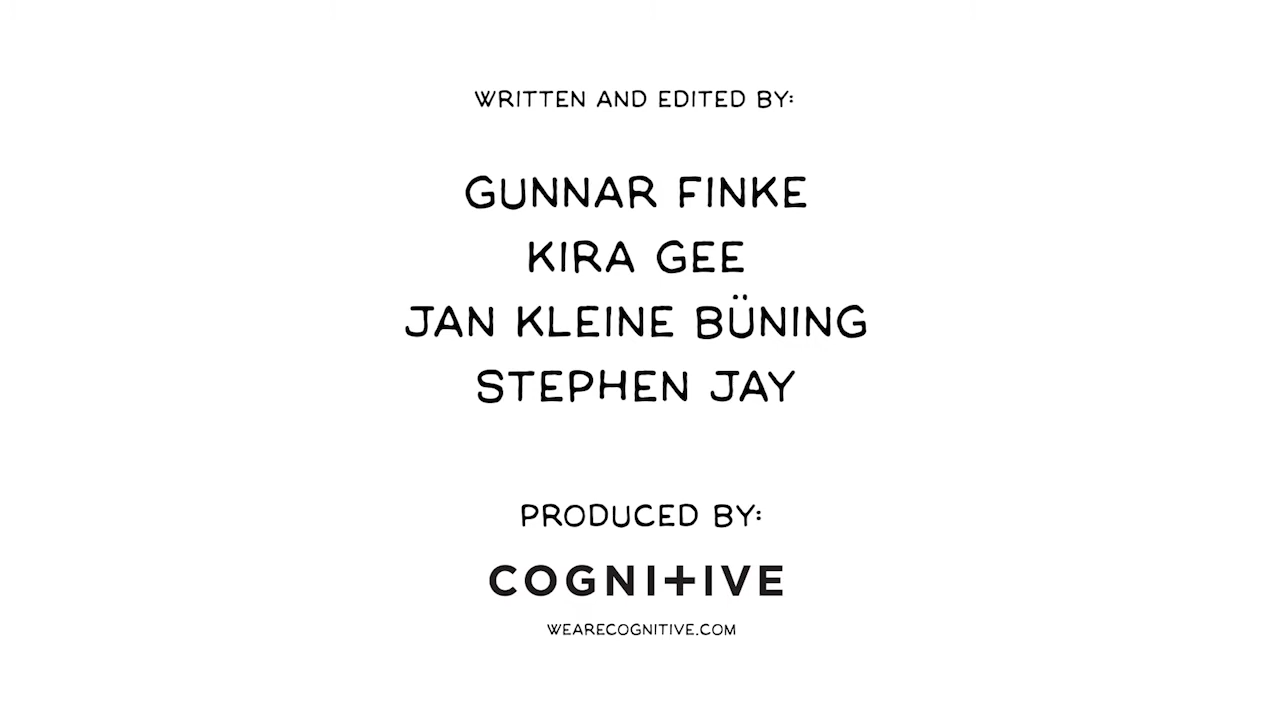 WRITTEN AND EDITED BY:
GUNNAR FINKE
KIRA GEE
JAN KLEINE BÜNING
STEPHEN JAY
PRODUCED BY:
COGNITIVE
WEARECOGNITIVE.COM